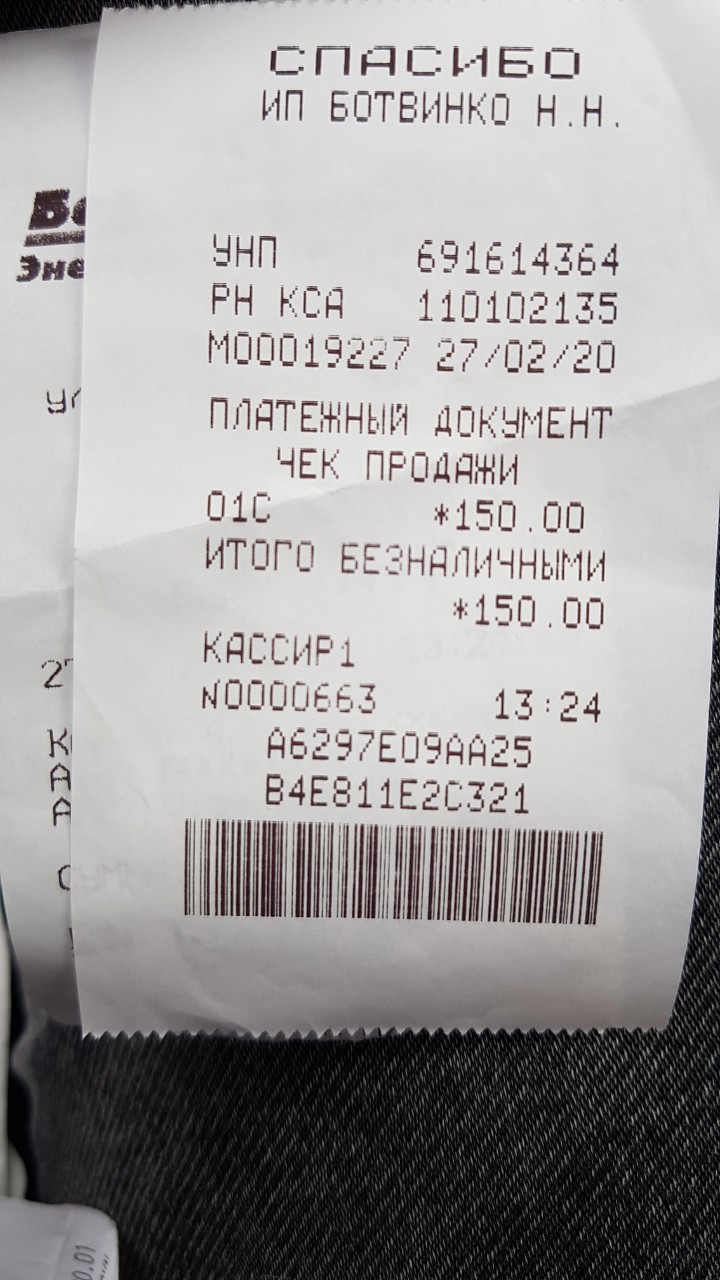 СПАСИБО
ИП БОТВИНКО Н.Н.
УНП 691614364
РН КСА 110102135
М00019227 27/02/20
ПЛАТЕЖНЫЙ ДОКУМЕНТ
ЧЕК ПРОДАЖИ
01С *150.00
ИТОГО БЕЗНАЛИЧНЫМИ
*150.00
КАССИР1
N0000663 13:24
A6297E09AA25
B4E811E2C321